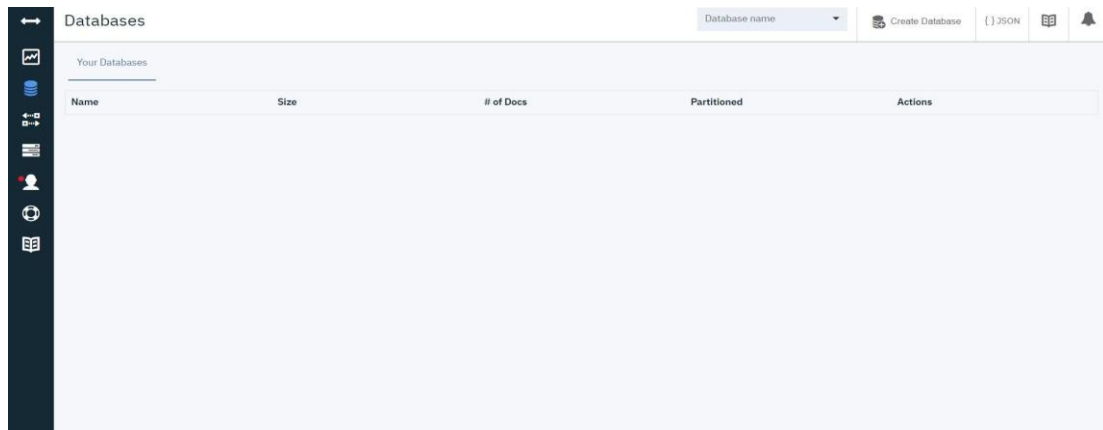 Databases
Database name
Create Database
{ } JSON
Your Databases
Name Size # of Docs Partitioned Actions